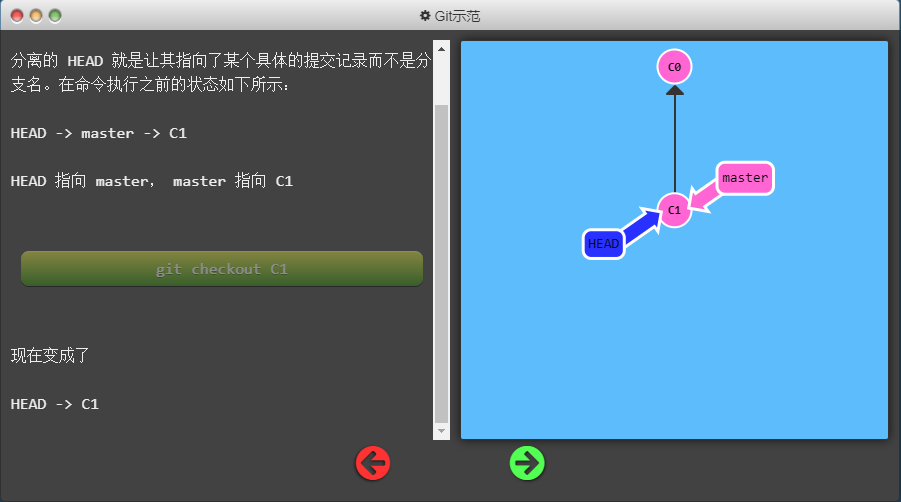 Git示范
分离的 HEAD 就是让其指向了某个具体的提交记录而不是分
支名。在命令执行之前的状态如下所示：
HEAD -> master -> C1
HEAD 指向 master， master 指向 C1
git checkout C1
现在变成了
HEAD -> C1
C0
master
C1
HEAD